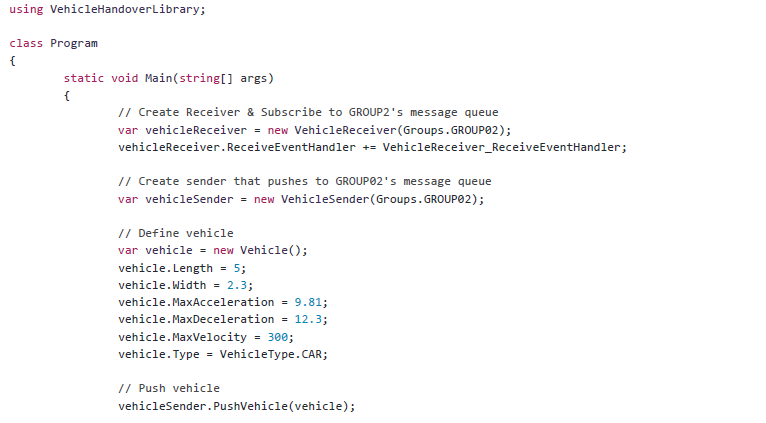 using VehicleHandoverLibrary;
class Program
{
static void Main(string[] args)
{
// Create Receiver & Subscribe to GROUP2's message queue
var vehicleReceiver = new VehicleReceiver(Groups.GROUP02);
vehicleReceiver.ReceiveEventHandler += VehicleReceiver_ReceiveEventHandler;
// Create sender that pushes to GROUP02's message queue
var vehicleSender = new VehicleSender(Groups.GROUP02);
// Define vehicle
var vehicle = new Vehicle();
vehicle.Length = 5;
vehicle.Width = 2.3;
vehicle.MaxAcceleration = 9.81;
vehicle.MaxDeceleration = 12.3;
vehicle.MaxVelocity = 300;
vehicle.Type = VehicleType.CAR;
// Push vehicle
vehicleSender.PushVehicle(vehicle);